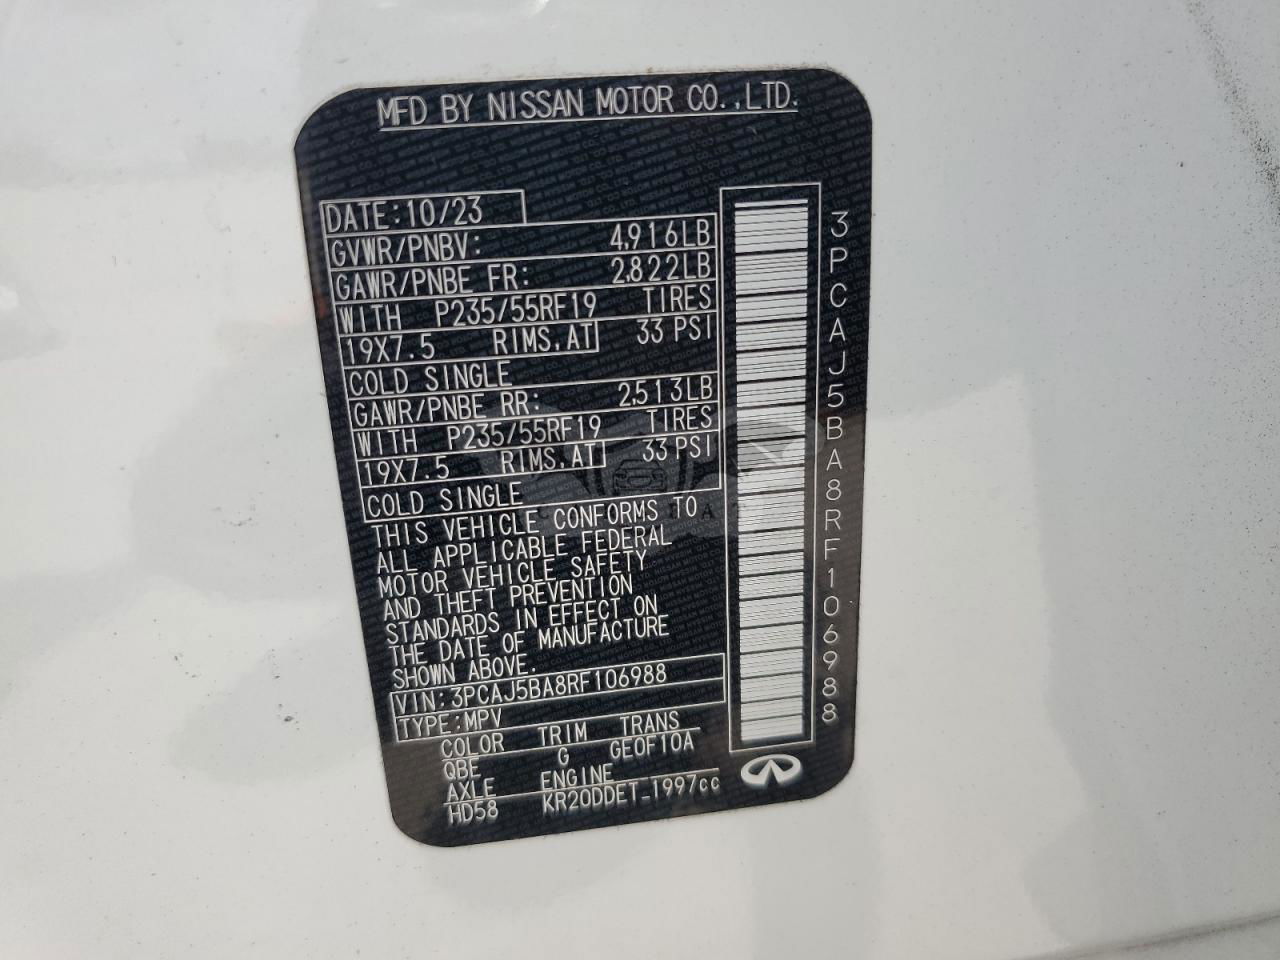 MFD BY NISSAN MOTOR CO.,LTD.
DATE:10/23
GVWR/PNBV: 4,916LB
GAWR/PNBE FR: 2,822LB
WITH P235/55RF19 TIRES
19X7.5 RIMS,AT 33 PSI
COLD SINGLE
GAWR/PNBE RR: 2,513LB
WITH P235/55RF19 TIRES
19X7.5 RIMS,AT 33 PSI
COLD SINGLE
THIS VEHICLE CONFORMS TO
ALL APPLICABLE FEDERAL
MOTOR VEHICLE SAFETY
AND THEFT PREVENTION
STANDARDS IN EFFECT ON
THE DATE OF MANUFACTURE
SHOWN ABOVE.
VIN:3PCAJ5BA8RF106988
TYPE:MPV
COLOR TRIM TRANS
QBE G GE0F10A
AXLE ENGINE
HD58 KR20DDET-1997cc
3PCAJ5BA8RF106988